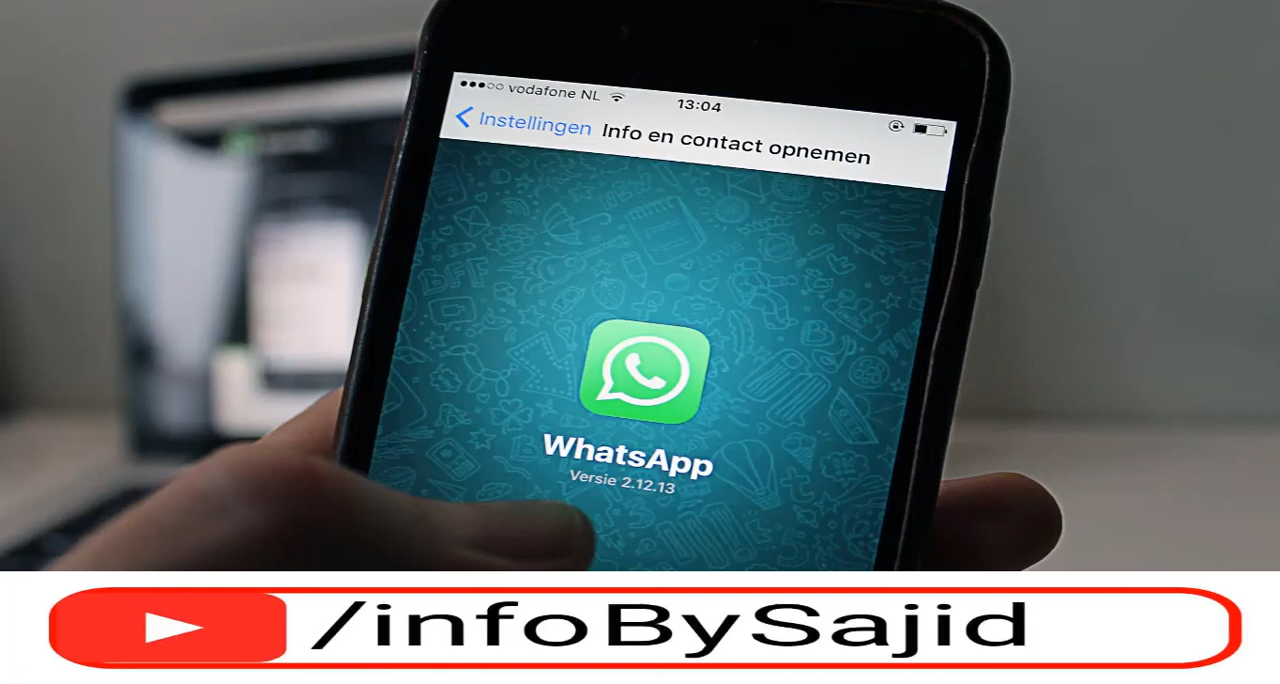 vodafone NL 13:04
Instellingen Info en contact opnemen
WhatsApp
Versie 2.12.13
/infoBySajid